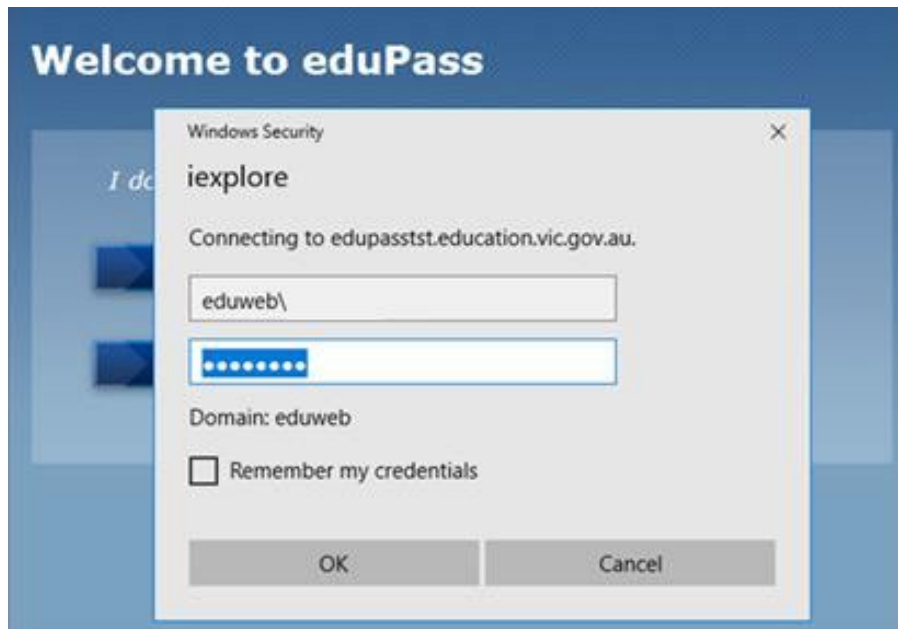 Welcome to eduPass
I do
Windows Security
iexplore
Connecting to edupasstst.education.vic.gov.au.
eduweb\
••••••••
Domain: eduweb
Remember my credentials
OK
Cancel